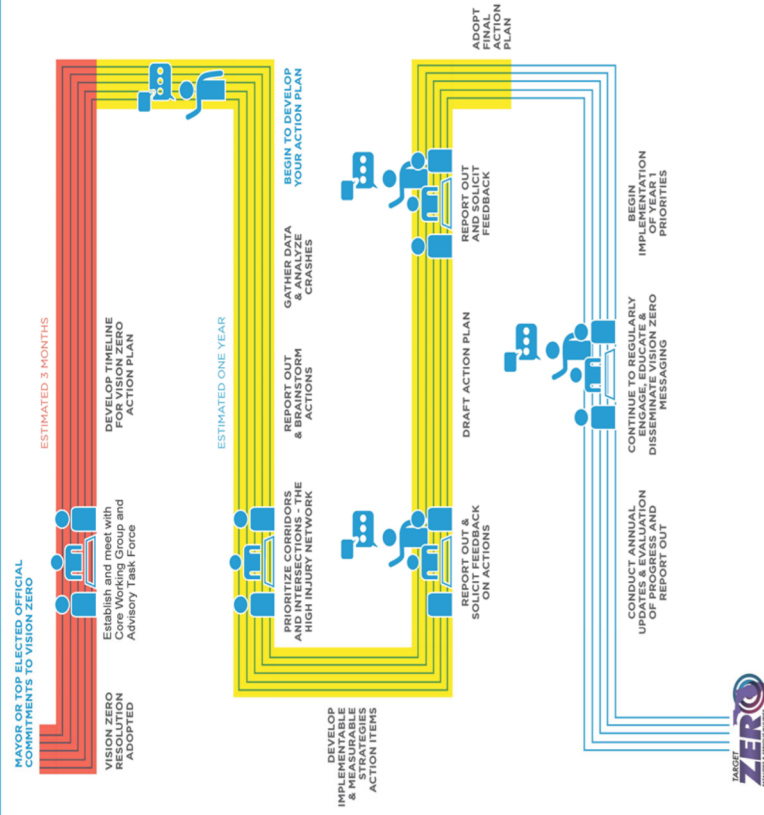 MAYOR OR TOP ELECTED OFFICIAL
COMMITMENTS TO VISION ZERO
VISION ZERO
RESOLUTION
ADOPTED
Establish and meet with
Core Working Group and
Advisory Task Force
ESTIMATED 3 MONTHS
DEVELOP TIMELINE
FOR VISION ZERO
ACTION PLAN
BEGIN TO DEVELOP
YOUR ACTION PLAN
ESTIMATED ONE YEAR
GATHER DATA
& ANALYZE
CRASHES
REPORT OUT
& BRAINSTORM
ACTIONS
PRIORITIZE CORRIDORS
AND INTERSECTIONS - THE
HIGH INJURY NETWORK
DEVELOP
IMPLEMENTABLE
& MEASURABLE
STRATEGIES
ACTION ITEMS
REPORT OUT &
SOLICIT FEEDBACK
ON ACTIONS
DRAFT ACTION PLAN
REPORT OUT
AND SOLICIT
FEEDBACK
ADOPT
FINAL
ACTION
PLAN
BEGIN
IMPLEMENTATION
OF YEAR 1
PRIORITIES
CONTINUE TO REGULARLY
ENGAGE, EDUCATE &
DISSEMINATE VISION ZERO
MESSAGING
CONDUCT ANNUAL
UPDATES & EVALUATION
OF PROGRESS AND
REPORT OUT
TARGET
ZERO